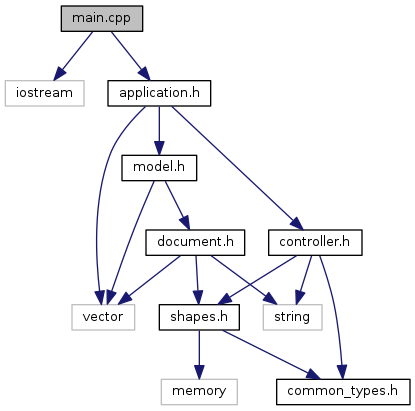 main.cpp
iostream
application.h
model.h
document.h
controller.h
vector
shapes.h
string
memory
common_types.h